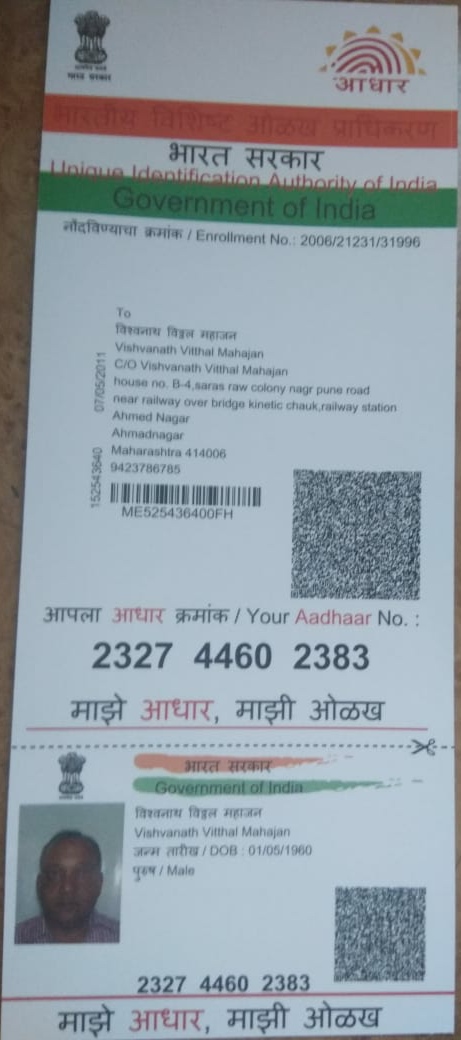 भारत सरकार
आधार
भारतीय विशिष्ट ओळख प्राधिकरण
भारत सरकार
Unique Identification Authority of India
Government of India
नोंदविण्याचा क्रमांक / Enrollment No.: 2006/21231/31996
To
विश्वनाथ विठ्ठल महाजन
Vishvanath Vitthal Mahajan
C/O Vishvanath Vitthal Mahajan
house no. B-4,saras raw colony nagr pune road
near railway over bridge kinetic chauk,railway station
Ahmed Nagar
Ahmadnagar
Maharashtra 414006
9423786785
07/05/2011
152543640
ME525436400FH
आपला आधार क्रमांक / Your Aadhaar No. :
2327 4460 2383
माझे आधार, माझी ओळख
भारत सरकार
Government of India
विश्वनाथ विठ्ठल महाजन
Vishvanath Vitthal Mahajan
जन्म तारीख / DOB : 01/05/1960
पुरुष / Male
2327 4460 2383
माझे आधार, माझी ओळख